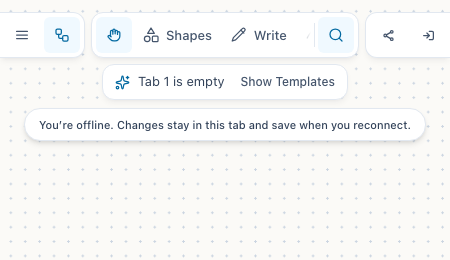 Shapes Write
Tab 1 is empty Show Templates
You're offline. Changes stay in this tab and save when you reconnect.